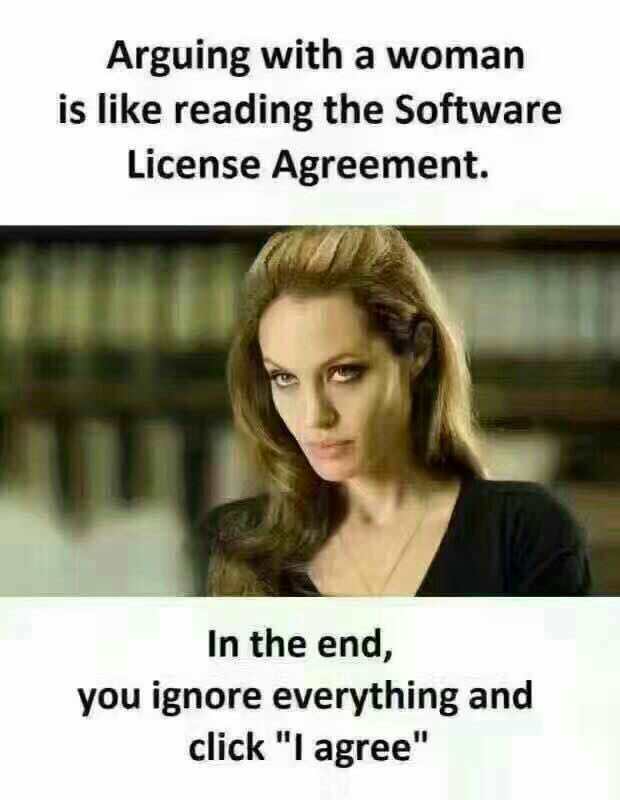 Arguing with a woman
is like reading the Software
License Agreement.
In the end,
you ignore everything and
click "I agree"